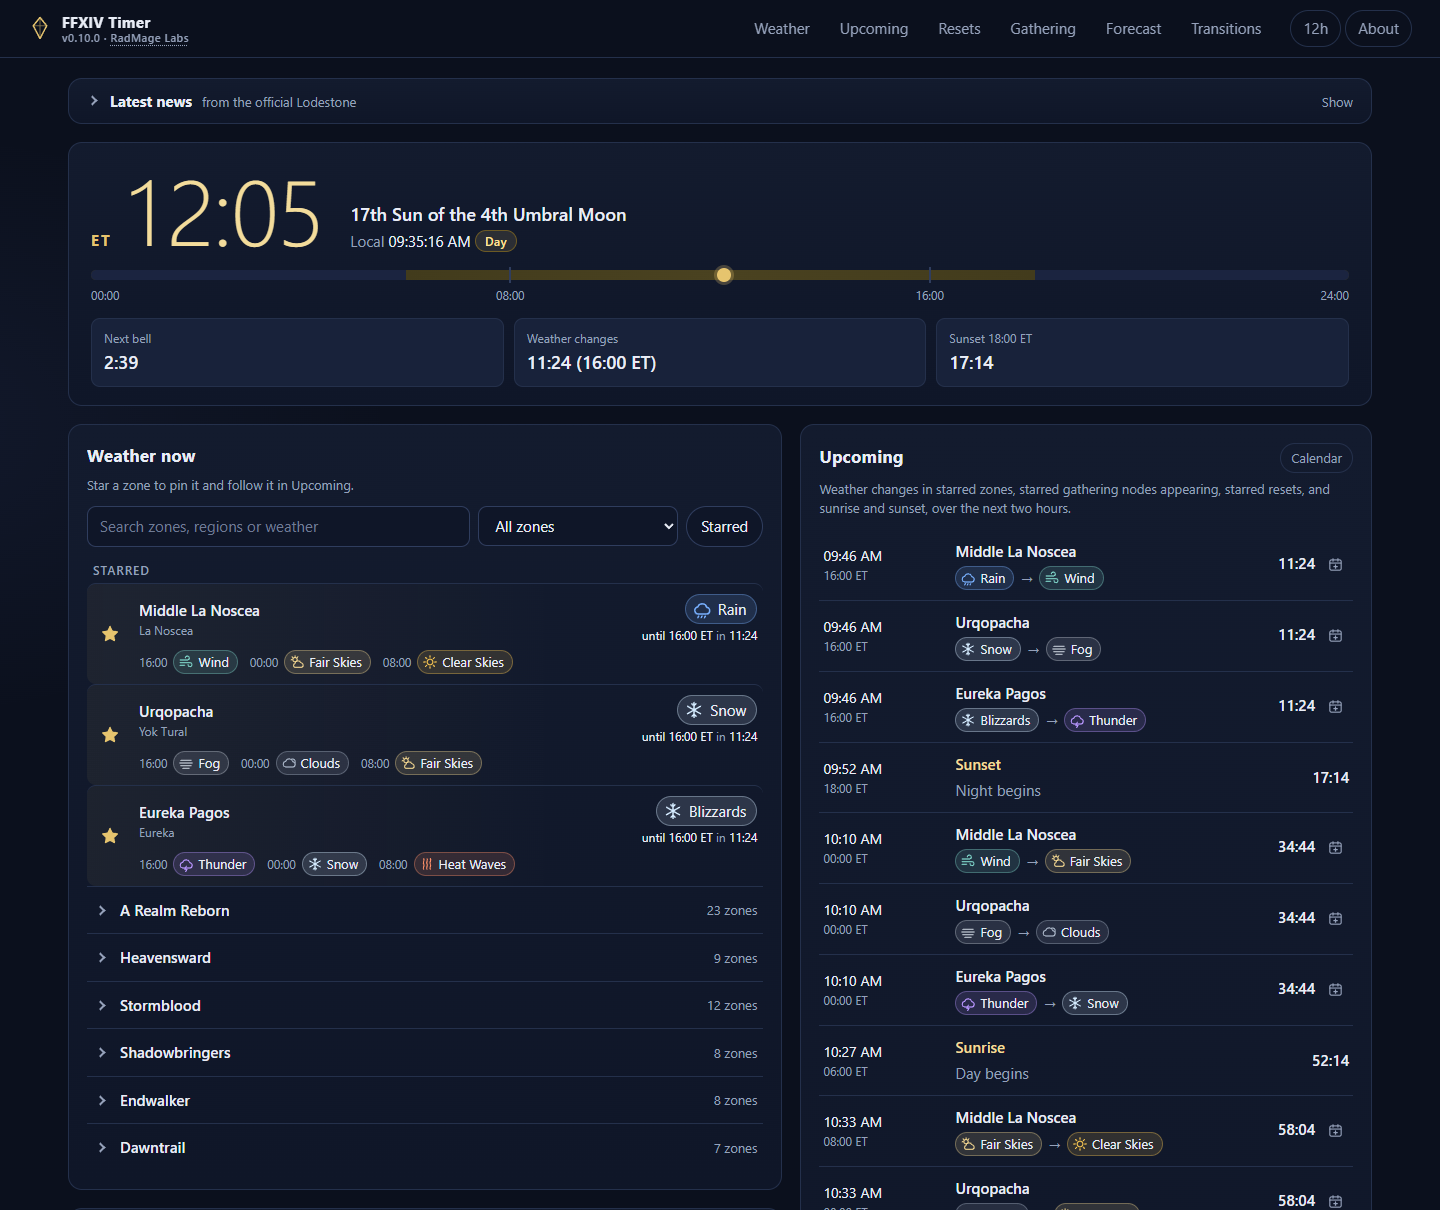 FFXIV Timer
v0.10.0 · RadMage Labs
Weather
Upcoming
Resets
Gathering
Forecast
Transitions
12h
About
Latest news from the official Lodestone
Show
ET 12:05
17th Sun of the 4th Umbral Moon
Local 09:35:16 AM Day
00:00
08:00
16:00
24:00
Next bell
2:39
Weather changes
11:24 (16:00 ET)
Sunset 18:00 ET
17:14
Weather now
Star a zone to pin it and follow it in Upcoming.
Search zones, regions or weather
All zones
Starred
STARRED
Middle La Noscea
La Noscea
Rain
until 16:00 ET in 11:24
16:00 Wind 00:00 Fair Skies 08:00 Clear Skies
Urqopacha
Yok Tural
Snow
until 16:00 ET in 11:24
16:00 Fog 00:00 Clouds 08:00 Fair Skies
Eureka Pagos
Eureka
Blizzards
until 16:00 ET in 11:24
16:00 Thunder 00:00 Snow 08:00 Heat Waves
A Realm Reborn 23 zones
Heavensward 9 zones
Stormblood 12 zones
Shadowbringers 8 zones
Endwalker 8 zones
Dawntrail 7 zones
Upcoming
Calendar
Weather changes in starred zones, starred gathering nodes appearing, starred resets, and
sunrise and sunset, over the next two hours.
09:46 AM
16:00 ET
Middle La Noscea
Rain → Wind
11:24
09:46 AM
16:00 ET
Urqopacha
Snow → Fog
11:24
09:46 AM
16:00 ET
Eureka Pagos
Blizzards → Thunder
11:24
09:52 AM
18:00 ET
Sunset
Night begins
17:14
10:10 AM
00:00 ET
Middle La Noscea
Wind → Fair Skies
34:44
10:10 AM
00:00 ET
Urqopacha
Fog → Clouds
34:44
10:10 AM
00:00 ET
Eureka Pagos
Thunder → Snow
34:44
10:27 AM
06:00 ET
Sunrise
Day begins
52:14
10:33 AM
08:00 ET
Middle La Noscea
Fair Skies → Clear Skies
58:04
10:33 AM
Urqopacha
58:04